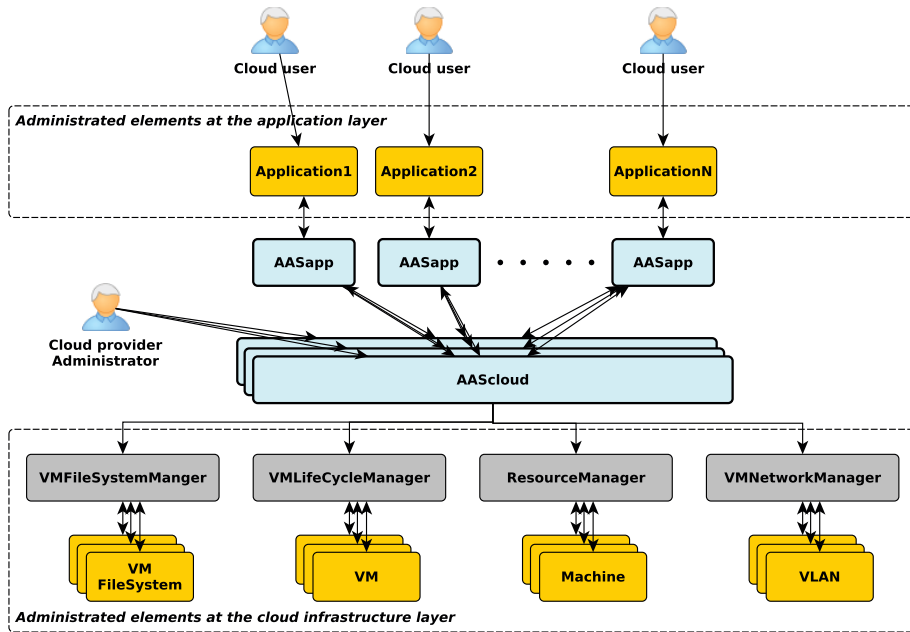 Cloud user
Cloud user
Cloud user
Administrated elements at the application layer
Application1
Application2
ApplicationN
AASapp
AASapp
AASapp
Cloud provider
Administrator
AAScloud
VMFileSystemManger
VMLifeCycleManager
ResourceManager
VMNetworkManager
VM
FileSystem
VM
Machine
VLAN
Administrated elements at the cloud infrastructure layer